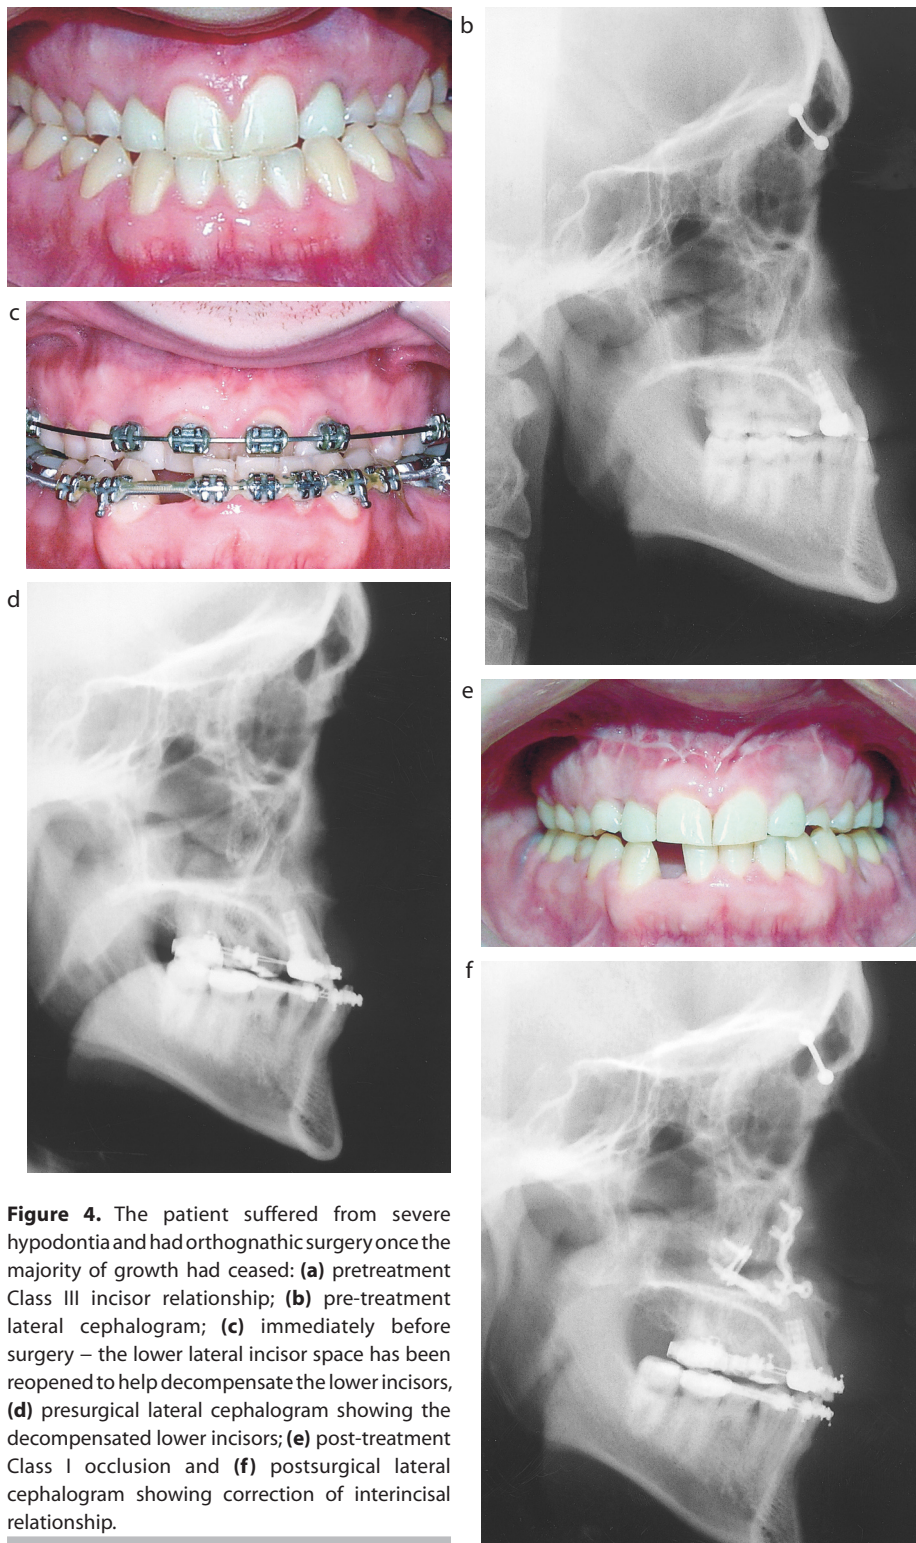 b
c
d
e
f
Figure 4. The patient suffered from severe
hypodontia and had orthognathic surgery once the
majority of growth had ceased: (a) pretreatment
Class III incisor relationship; (b) pre-treatment
lateral cephalogram; (c) immediately before
surgery – the lower lateral incisor space has been
reopened to help decompensate the lower incisors,
(d) presurgical lateral cephalogram showing the
decompensated lower incisors; (e) post-treatment
Class I occlusion and (f) postsurgical lateral
cephalogram showing correction of interincisal
relationship.